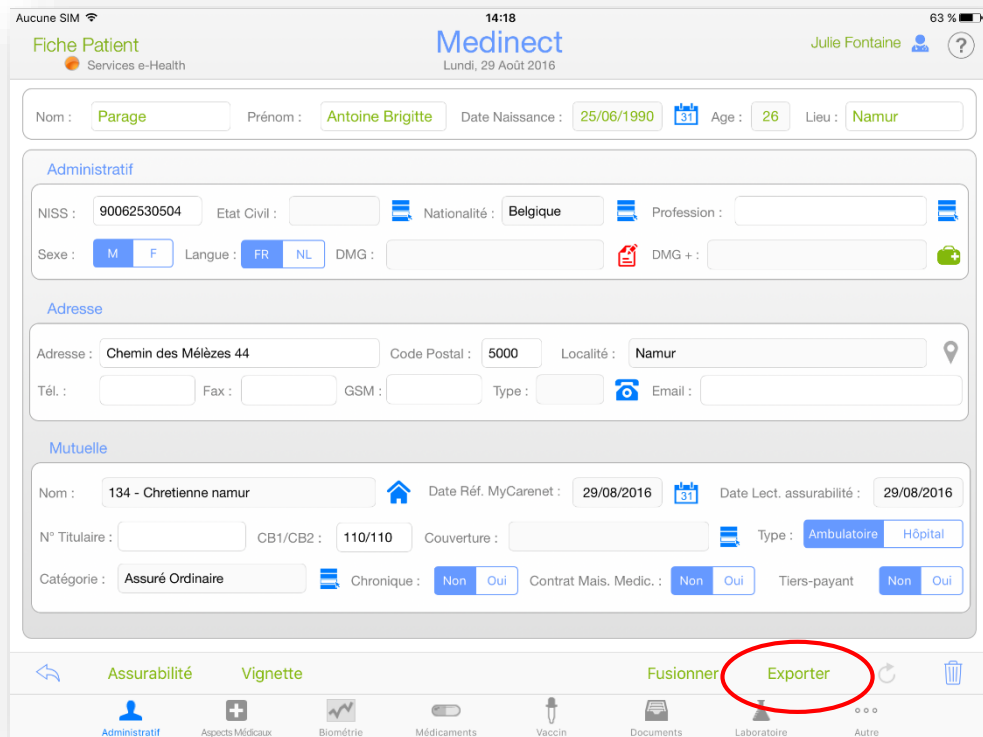 Aucune SIM 14:18 63 %
Fiche Patient Medinect Julie Fontaine ?
Services e-Health Lundi, 29 Août 2016
Nom : Parage Prénom : Antoine Brigitte Date Naissance : 25/06/1990 31 Age : 26 Lieu : Namur
Administratif
NISS : 90062530504 Etat Civil : Nationalité : Belgique Profession :
Sexe : M F Langue : FR NL DMG : DMG + :
Adresse
Adresse : Chemin des Mélèzes 44 Code Postal : 5000 Localité : Namur
Tél. : Fax : GSM : Type : Email :
Mutuelle
Nom : 134 - Chretienne namur Date Réf. MyCarenet : 29/08/2016 31 Date Lect. assurabilité : 29/08/2016
N° Titulaire : CB1/CB2 : 110/110 Couverture : Type : Ambulatoire Hôpital
Catégorie : Assuré Ordinaire Chronique : Non Oui Contrat Mais. Medic. : Non Oui Tiers-payant Non Oui
Assurabilité Vignette Fusionner Exporter
Administratif Aspects Médicaux Biométrie Médicaments Vaccin Documents Laboratoire Autre